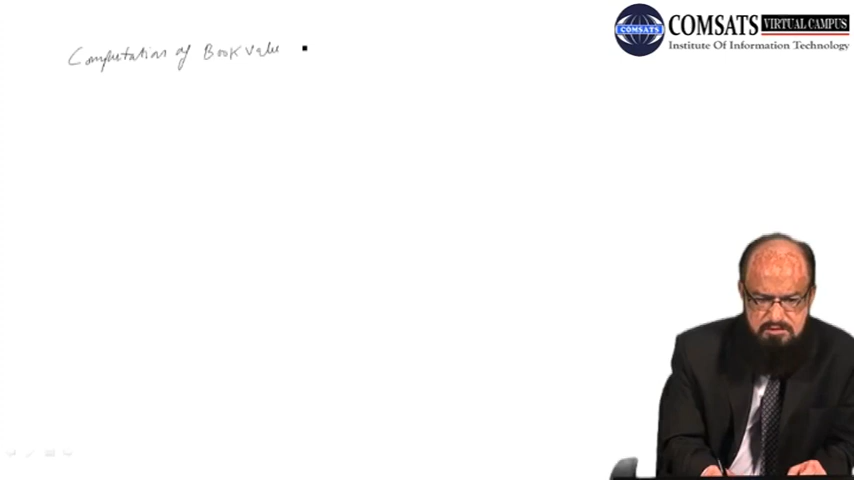 Computation of Book value
COMSATS
COMSATS VIRTUAL CAMPUS
Institute Of Information Technology